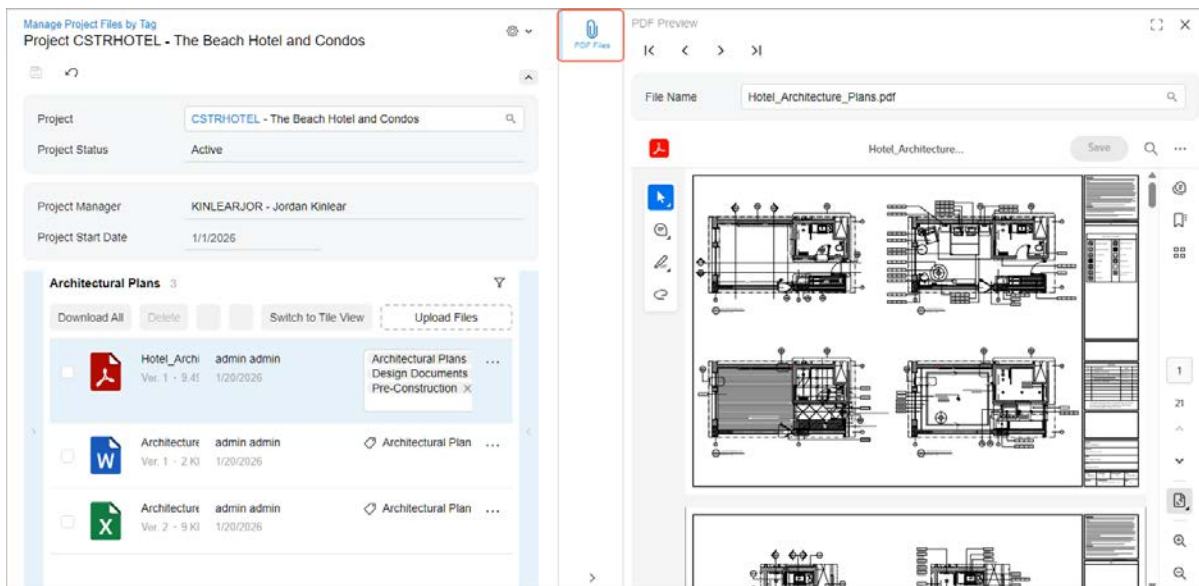 Manage Project Files by Tag
Project CSTRHOTEL - The Beach Hotel and Condos
Project
CSTRHOTEL - The Beach Hotel and Condos
Project Status
Active
Project Manager
KINLEARJOR - Jordan Kinlear
Project Start Date
1/1/2026
Architectural Plans 3
Download All
Delete
Switch to Tile View
Upload Files
Hotel_Archi
admin admin
Architectural Plans
Ver. 1 - 9.45
1/20/2026
Design Documents
Pre-Construction
Architecture
admin admin
Architectural Plan
Ver. 1 - 2 KI
1/20/2026
Architecture
admin admin
Architectural Plan
Ver. 2 - 9 KI
1/20/2026
PDF Files
PDF Preview
File Name
Hotel_Architecture_Plans.pdf
Hotel_Architecture...
Save
1
21